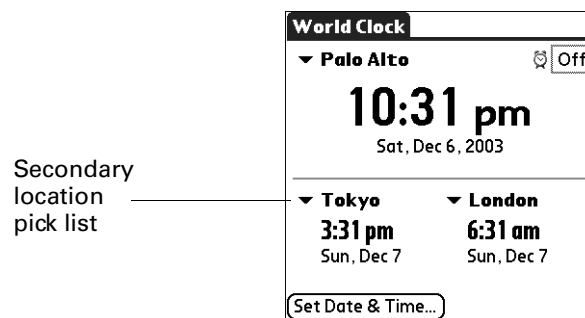 World Clock
Palo Alto
Off
10:31 pm
Sat, Dec 6, 2003
Secondary
location
pick list
Tokyo London
3:31 pm 6:31 am
Sun, Dec 7 Sun, Dec 7
Set Date & Time...